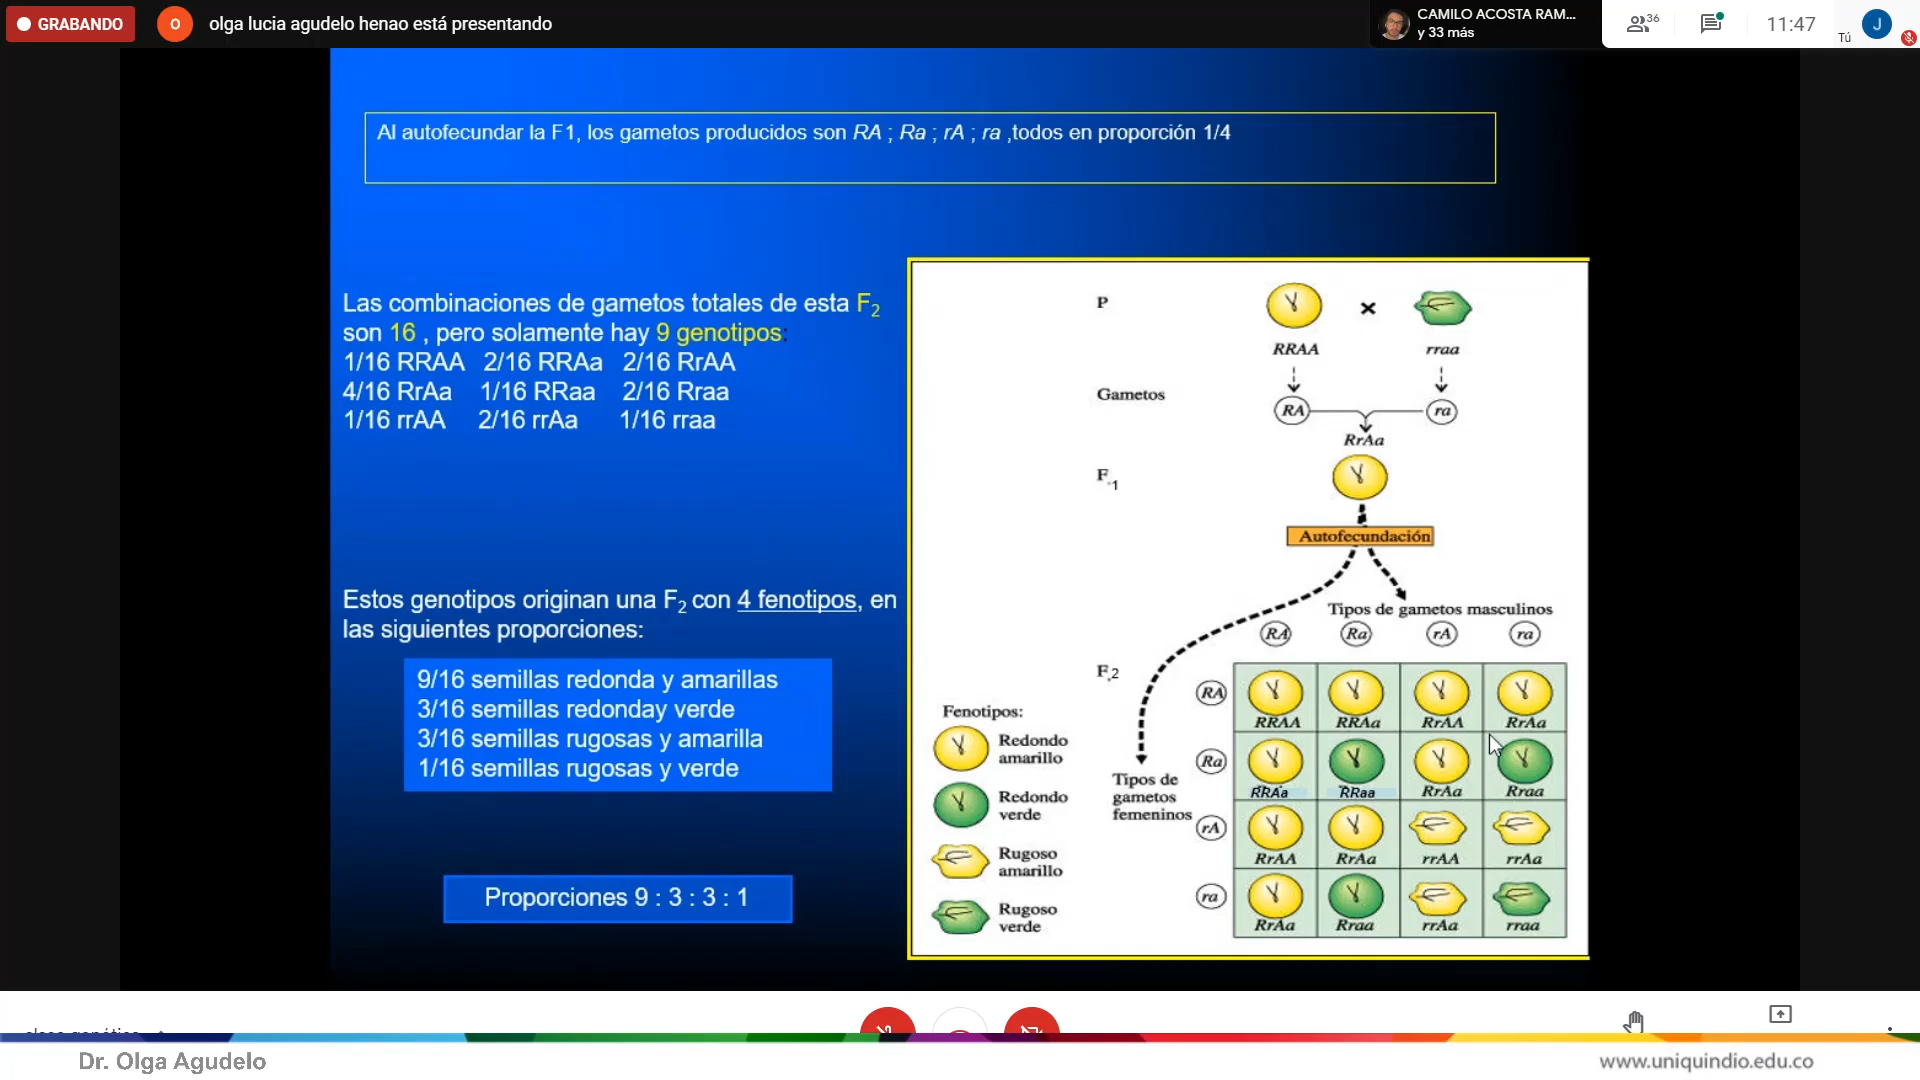 GRABANDO
O
olga lucia agudelo henao está presentando
CAMILO ACOSTA RAM...
y 33 más
36
11:47
Tú
J
Al autofecundar la F1, los gametos producidos son RA ; Ra ; rA ; ra ,todos en proporción 1/4
Las combinaciones de gametos totales de esta F2
son 16 , pero solamente hay 9 genotipos:
1/16 RRAA 2/16 RRAa 2/16 RrAA
4/16 RrAa 1/16 RRaa 2/16 Rraa
1/16 rrAA 2/16 rrAa 1/16 rraa
Estos genotipos originan una F2 con 4 fenotipos, en
las siguientes proporciones:
9/16 semillas redonda y amarillas
3/16 semillas redonday verde
3/16 semillas rugosas y amarilla
1/16 semillas rugosas y verde
Proporciones 9 : 3 : 3 : 1
P
×
RRAA rraa
Gametos
RA ra
RrAa
F1
Autofecundación
Tipos de gametos masculinos
RA Ra rA ra
F2
RA
RRAA RRAa RrAA RrAa
Ra
RRAa RRaa RrAa Rraa
rA
RrAA RrAa rrAA rrAa
ra
RrAa Rraa rrAa rraa
Tipos de
gametos
femeninos
Fenotipos:
Redondo
amarillo
Redondo
verde
Rugoso
amarillo
Rugoso
verde
Dr. Olga Agudelo
www.uniquindio.edu.co